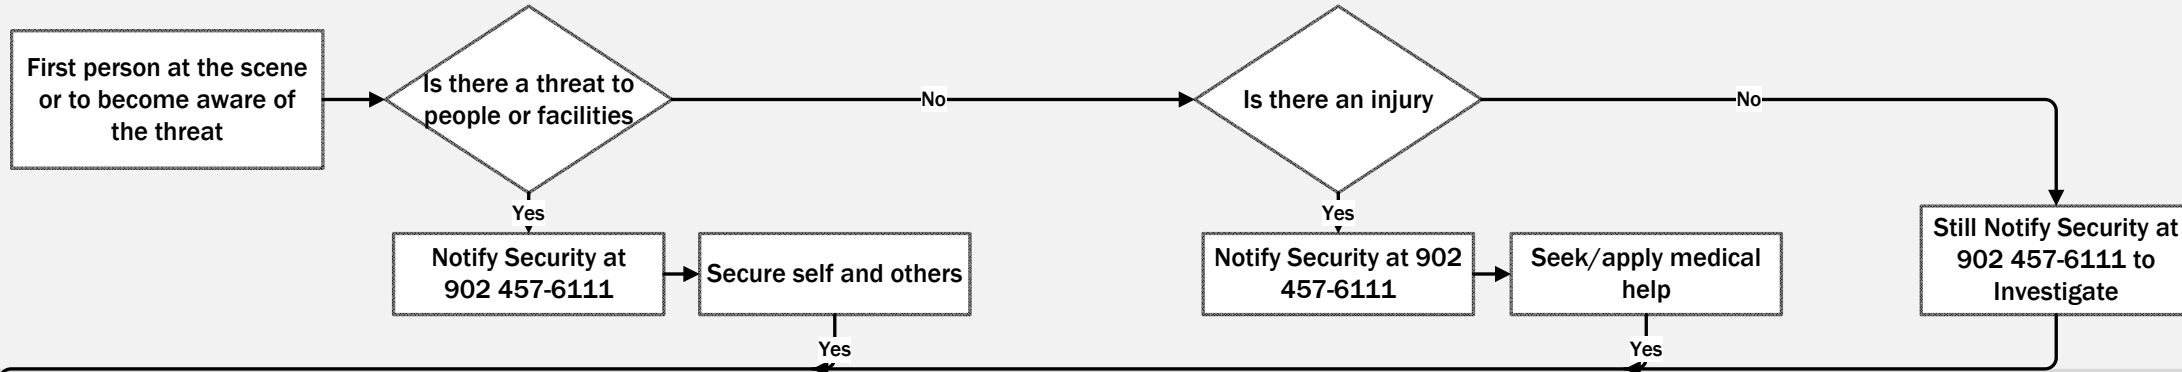 First person at the scene
or to become aware of
the threat
Is there a threat to
people or facilities
No
Is there an injury
No
Yes
Notify Security at
902 457-6111
Secure self and others
Yes
Yes
Notify Security at 902
457-6111
Seek/apply medical
help
Yes
Still Notify Security at
902 457-6111 to
Investigate